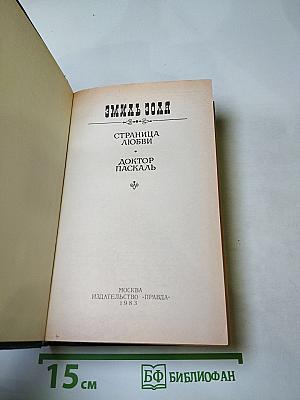 ЭМИЛЬ ЗОЛЯ
СТРАНИЦА
ЛЮБВИ
ДОКТОР
ПАСКАЛЬ
МОСКВА
ИЗДАТЕЛЬСТВО «ПРАВДА»
1983
15 см
БФ БИБЛИОФАН